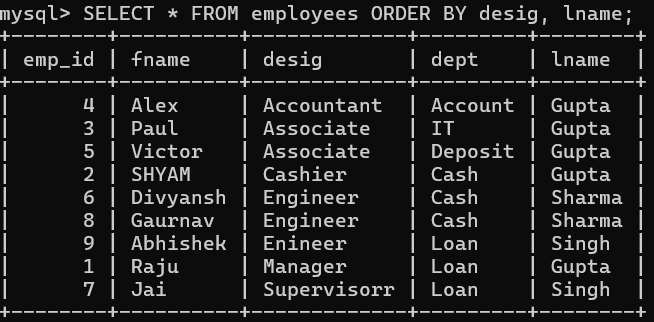 mysql> SELECT * FROM employees ORDER BY desig, lname;
+--------+----------+-------------+---------+--------+
| emp_id | fname    | desig       | dept    | lname  |
+--------+----------+-------------+---------+--------+
|      4 | Alex     | Accountant  | Account | Gupta  |
|      3 | Paul     | Associate   | IT      | Gupta  |
|      5 | Victor   | Associate   | Deposit | Gupta  |
|      2 | SHYAM    | Cashier     | Cash    | Gupta  |
|      6 | Divyansh | Engineer    | Cash    | Sharma |
|      8 | Gaurnav  | Engineer    | Cash    | Sharma |
|      9 | Abhishek | Enineer     | Loan    | Singh  |
|      1 | Raju     | Manager     | Loan    | Gupta  |
|      7 | Jai      | Supervisorr | Loan    | Singh  |
+--------+----------+-------------+---------+--------+